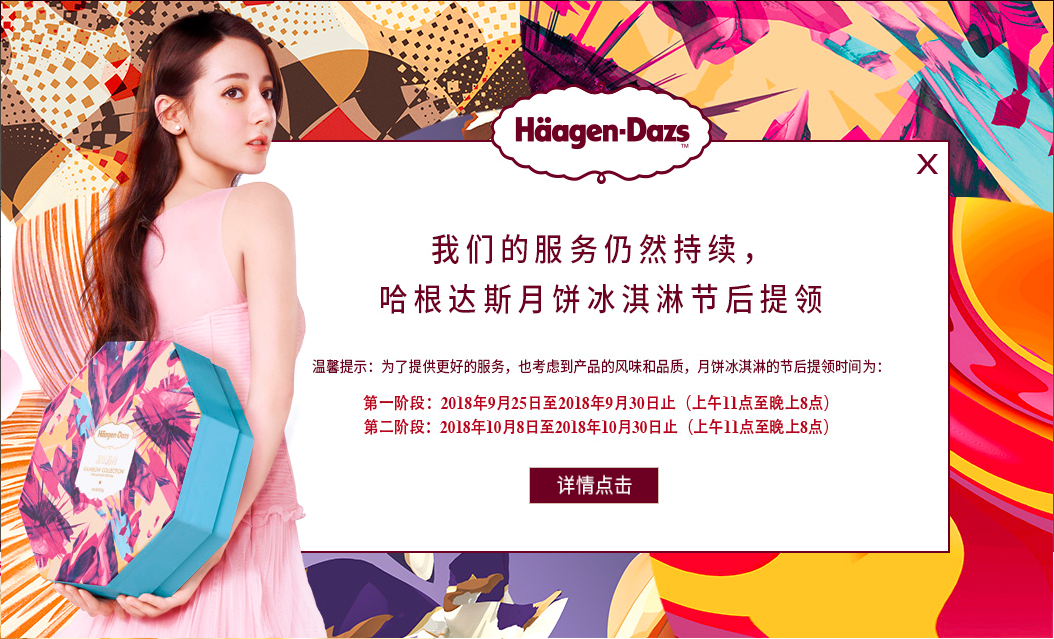 Häagen-Dazs
TM
X
我们的服务仍然持续，
哈根达斯月饼冰淇淋节后提领
温馨提示：为了提供更好的服务，也考虑到产品的风味和品质，月饼冰淇淋的节后提领时间为：
第一阶段：2018年9月25日至2018年9月30日止（上午11点至晚上8点）
第二阶段：2018年10月8日至2018年10月30日止（上午11点至晚上8点）
Häagen-Dazs
RAINBOW COLLECTION
详情点击